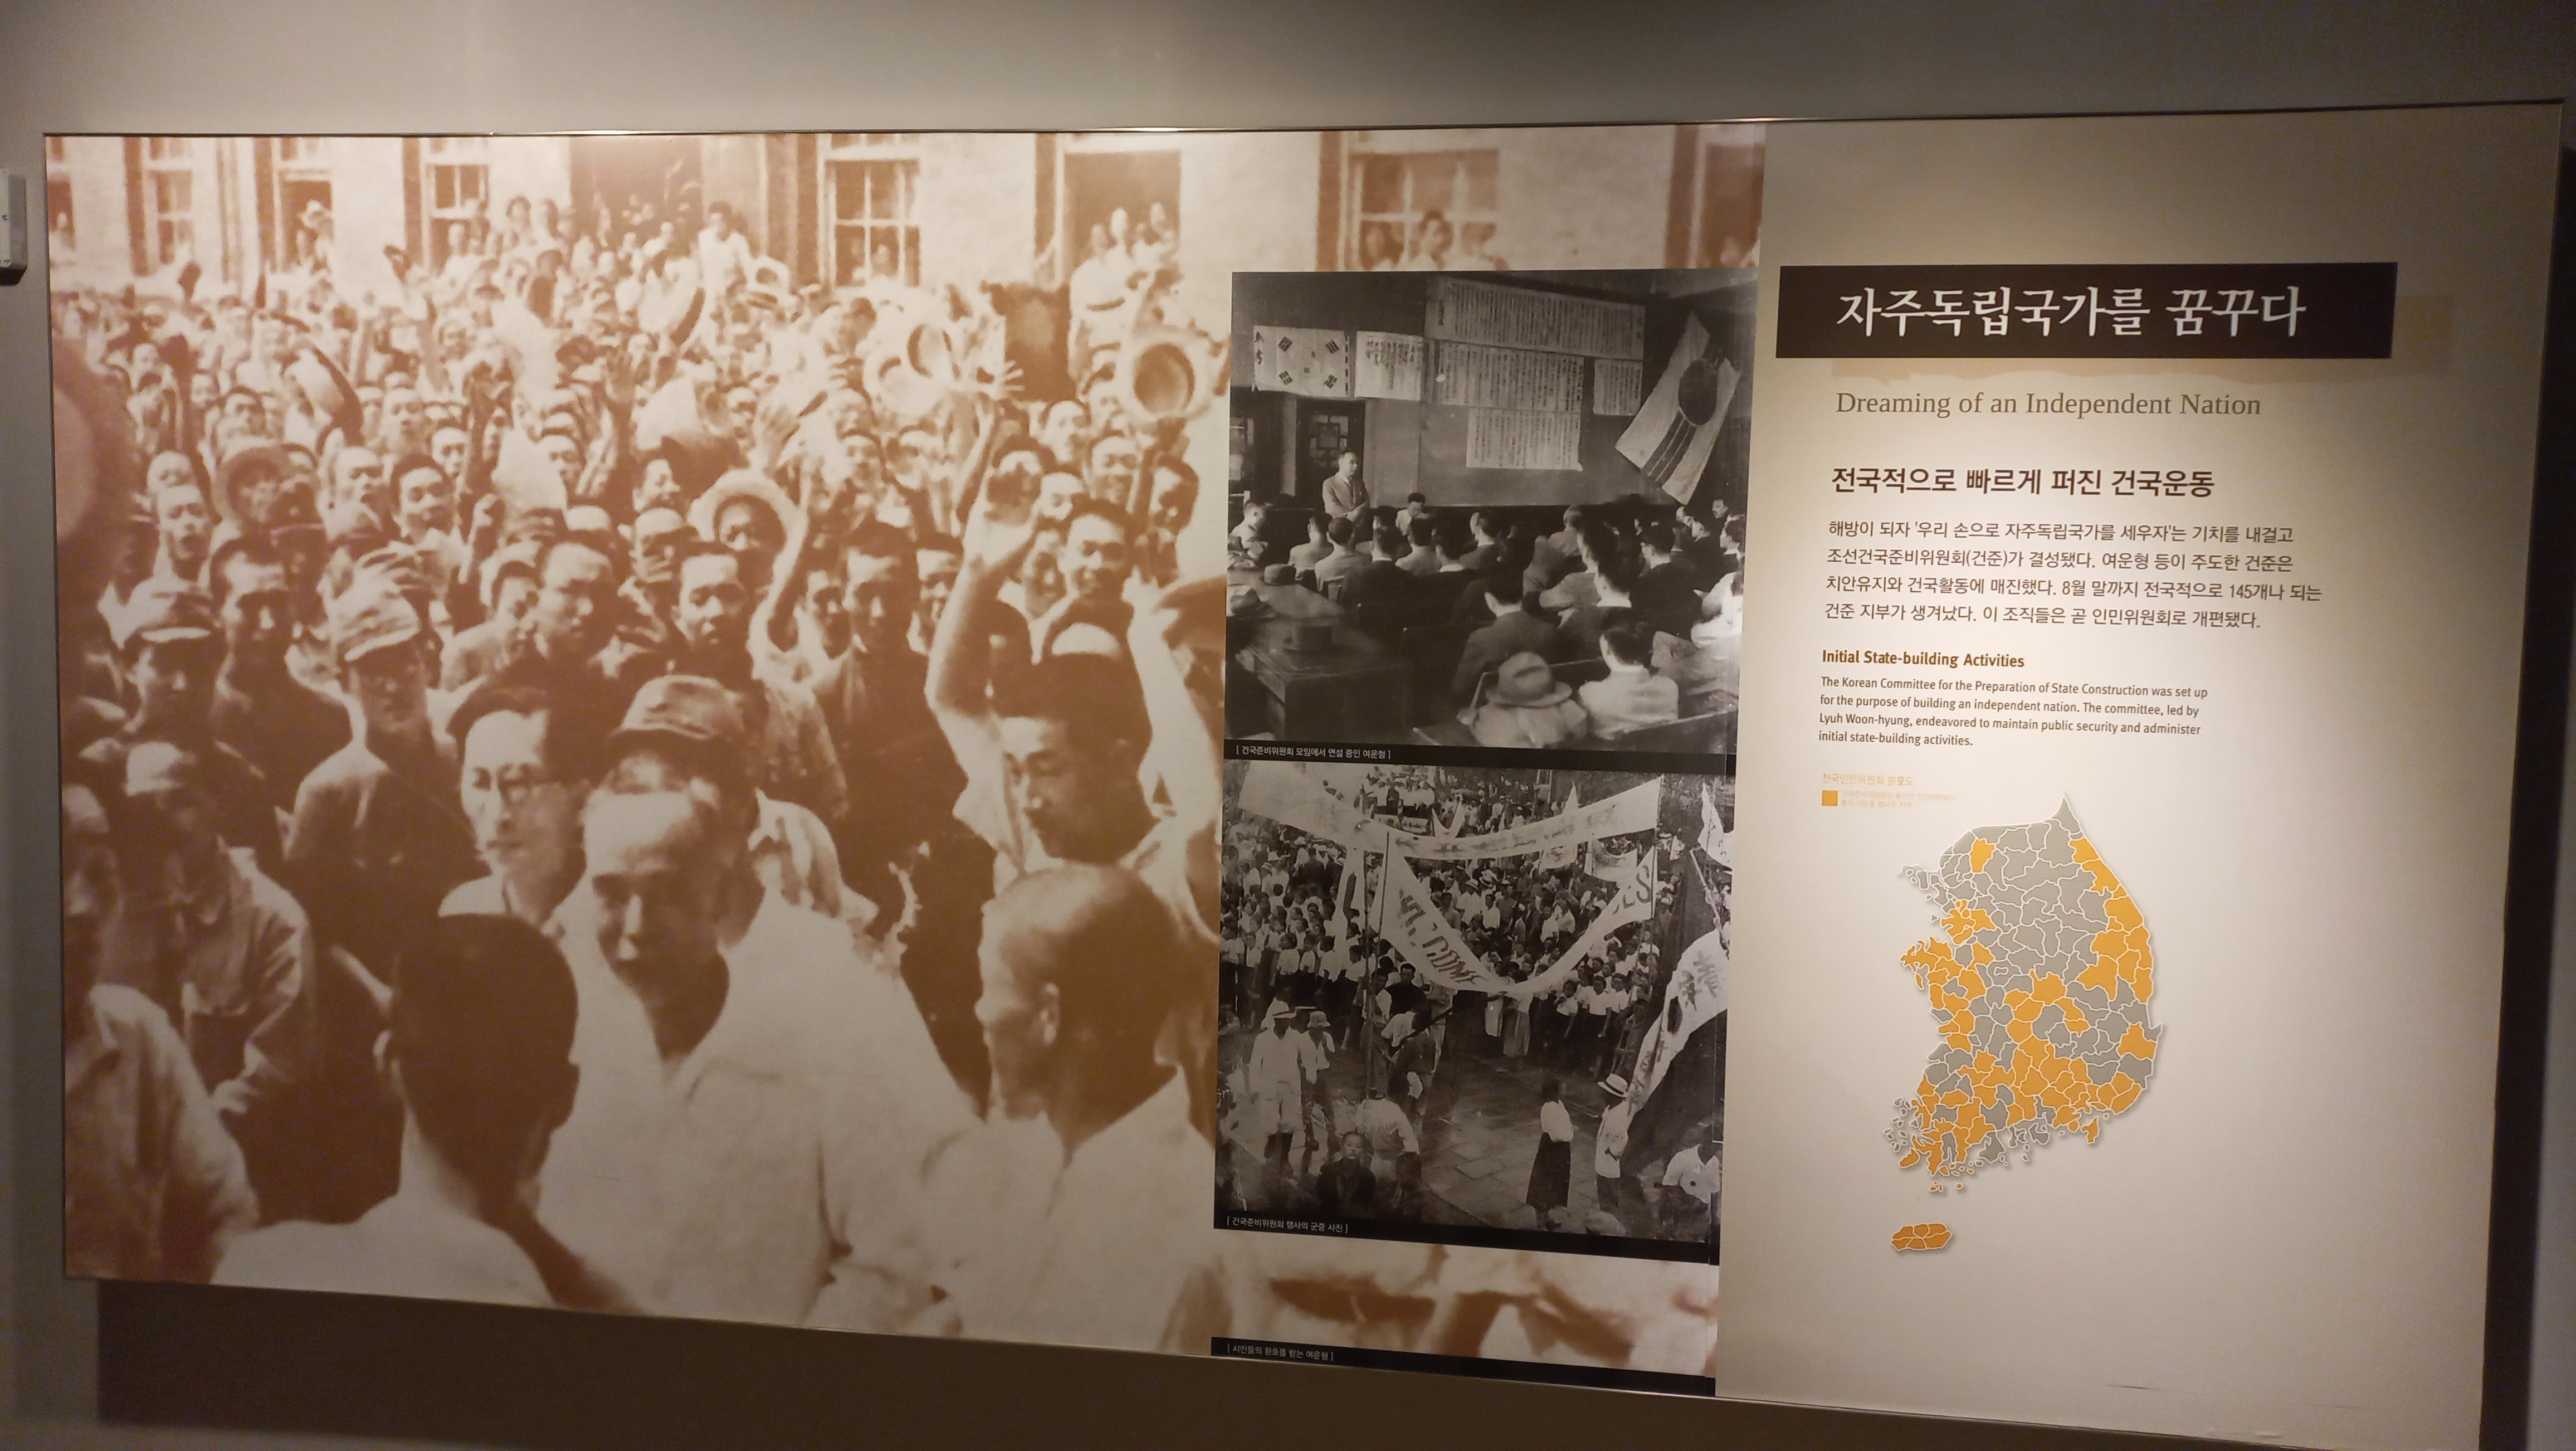 자주독립국가를 꿈꾸다
Dreaming of an Independent Nation
전국적으로 빠르게 퍼진 건국운동
해방이 되자 '우리 손으로 자주독립국가를 세우자'는 기치를 내걸고
조선건국준비위원회(건준)가 결성됐다. 여운형 등이 주도한 건준은
치안유지와 건국활동에 매진했다. 8월 말까지 전국적으로 145개나 되는
건준 지부가 생겨났다. 이 조직들은 곧 인민위원회로 개편됐다.
Initial State-building Activities
The Korean Committee for the Preparation of State Construction was set up
for the purpose of building an independent nation. The committee, led by
Lyuh Woon-hyung, endeavored to maintain public security and administer
initial state-building activities.
전국인민위원회 분포도
[ 건국준비위원회 모임에서 연설 중인 여운형 ]
[ 건국준비위원회 행사의 군중 사진 ]
[ 시민들의 환호를 받는 여운형 ]